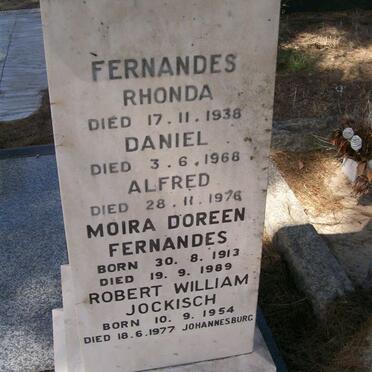 FERNANDES
RHONDA
DIED 17.11.1938
DANIEL
DIED 3.6.1968
ALFRED
DIED 28.11.1976
MOIRA DOREEN
FERNANDES
BORN 30.8.1913
DIED 19.9.1989
ROBERT WILLIAM
JOCKISCH
BORN 10.9.1954
DIED 18.6.1977 JOHANNESBURG